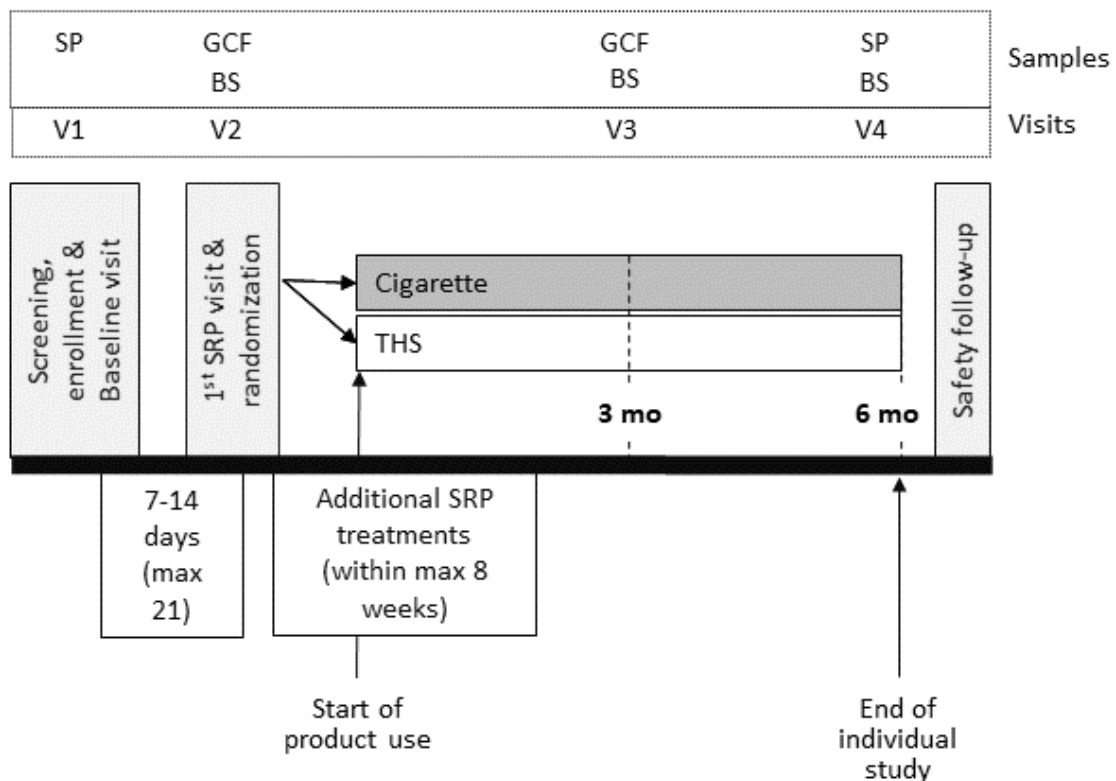 SP GCF GCF SP
BS BS BS
Samples
V1 V2 V3 V4 Visits
Screening,
enrollment &
Baseline visit
1st SRP visit &
randomization
Cigarette
THS
3 mo 6 mo
Safety follow-up
7-14
days
(max
21)
Additional SRP
treatments
(within max 8
weeks)
Start of
product use
End of
individual
study